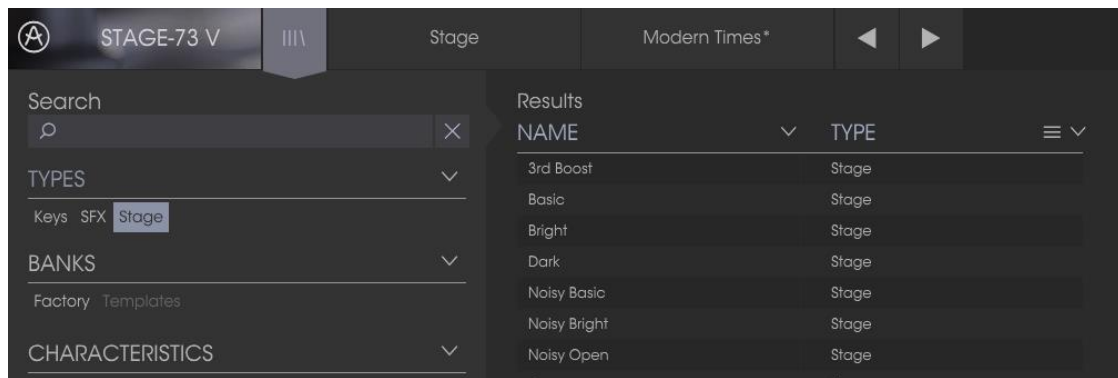 STAGE-73 V Stage Modern Times*
Search
TYPES
Keys SFX Stage
BANKS
Factory Templates
CHARACTERISTICS
Results
NAME TYPE
3rd Boost Stage
Basic Stage
Bright Stage
Dark Stage
Noisy Basic Stage
Noisy Bright Stage
Noisy Open Stage